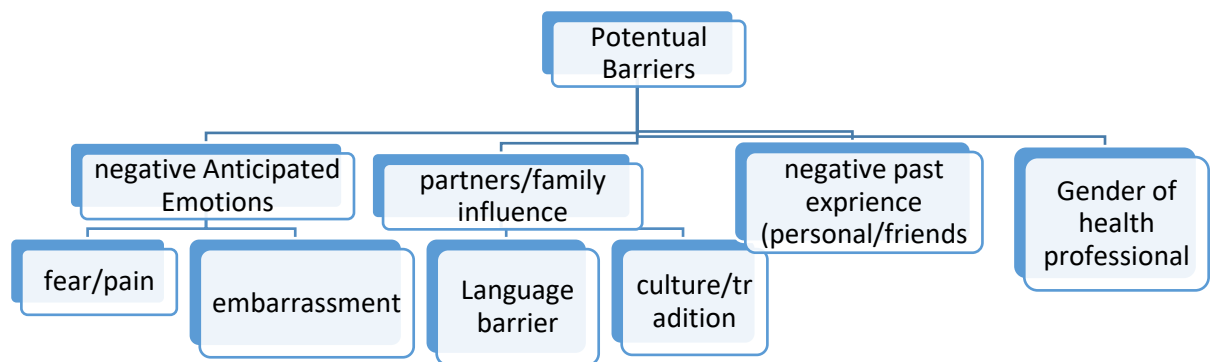 Potentual
Barriers
negative Anticipated
Emotions
partners/family
influence
negative past
exprience
(personal/friends
Gender of
health
professional
fear/pain
embarrassment
Language
barrier
culture/tr
adition